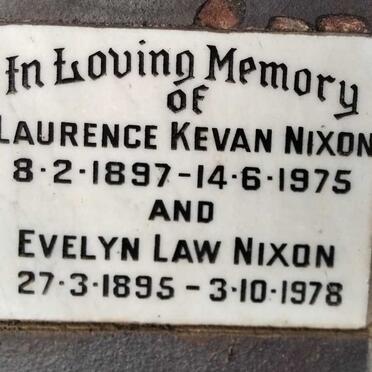 In Loving Memory
OF
LAURENCE KEVAN NIXON
8·2·1897-14·6·1975
AND
EVELYN LAW NIXON
27·3·1895 - 3·10·1978